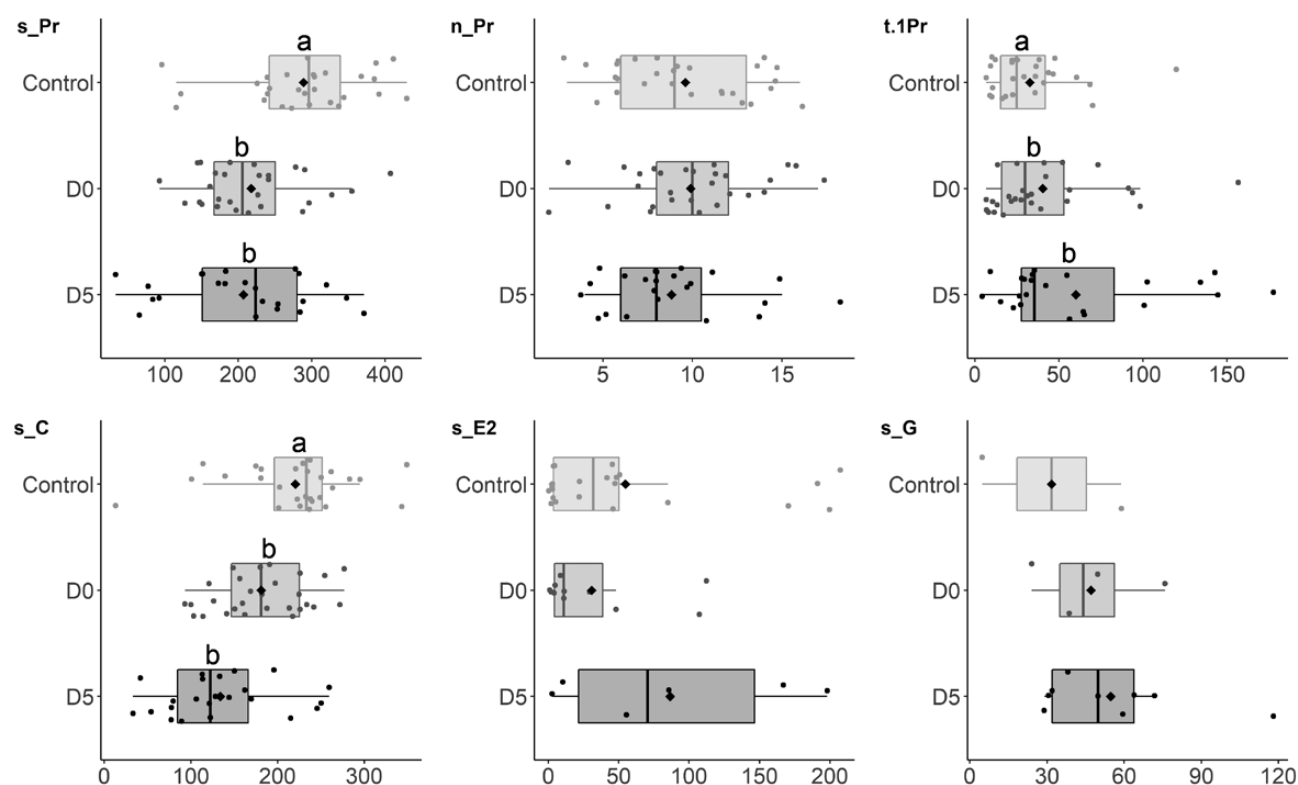 s_Pr n_Pr t.1Pr
a a
Control Control Control
b b
D0 D0 D0
b b
D5 D5 D5
100 200 300 400 5 10 15 0 50 100 150
s_C s_E2 s_G
a
Control Control Control
b
D0 D0 D0
b
D5 D5 D5
0 100 200 300 0 50 100 150 200 0 30 60 90 120